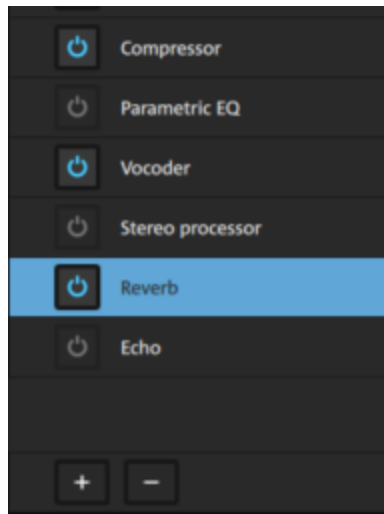 Compressor
Parametric EQ
Vocoder
Stereo processor
Reverb
Echo
+ −